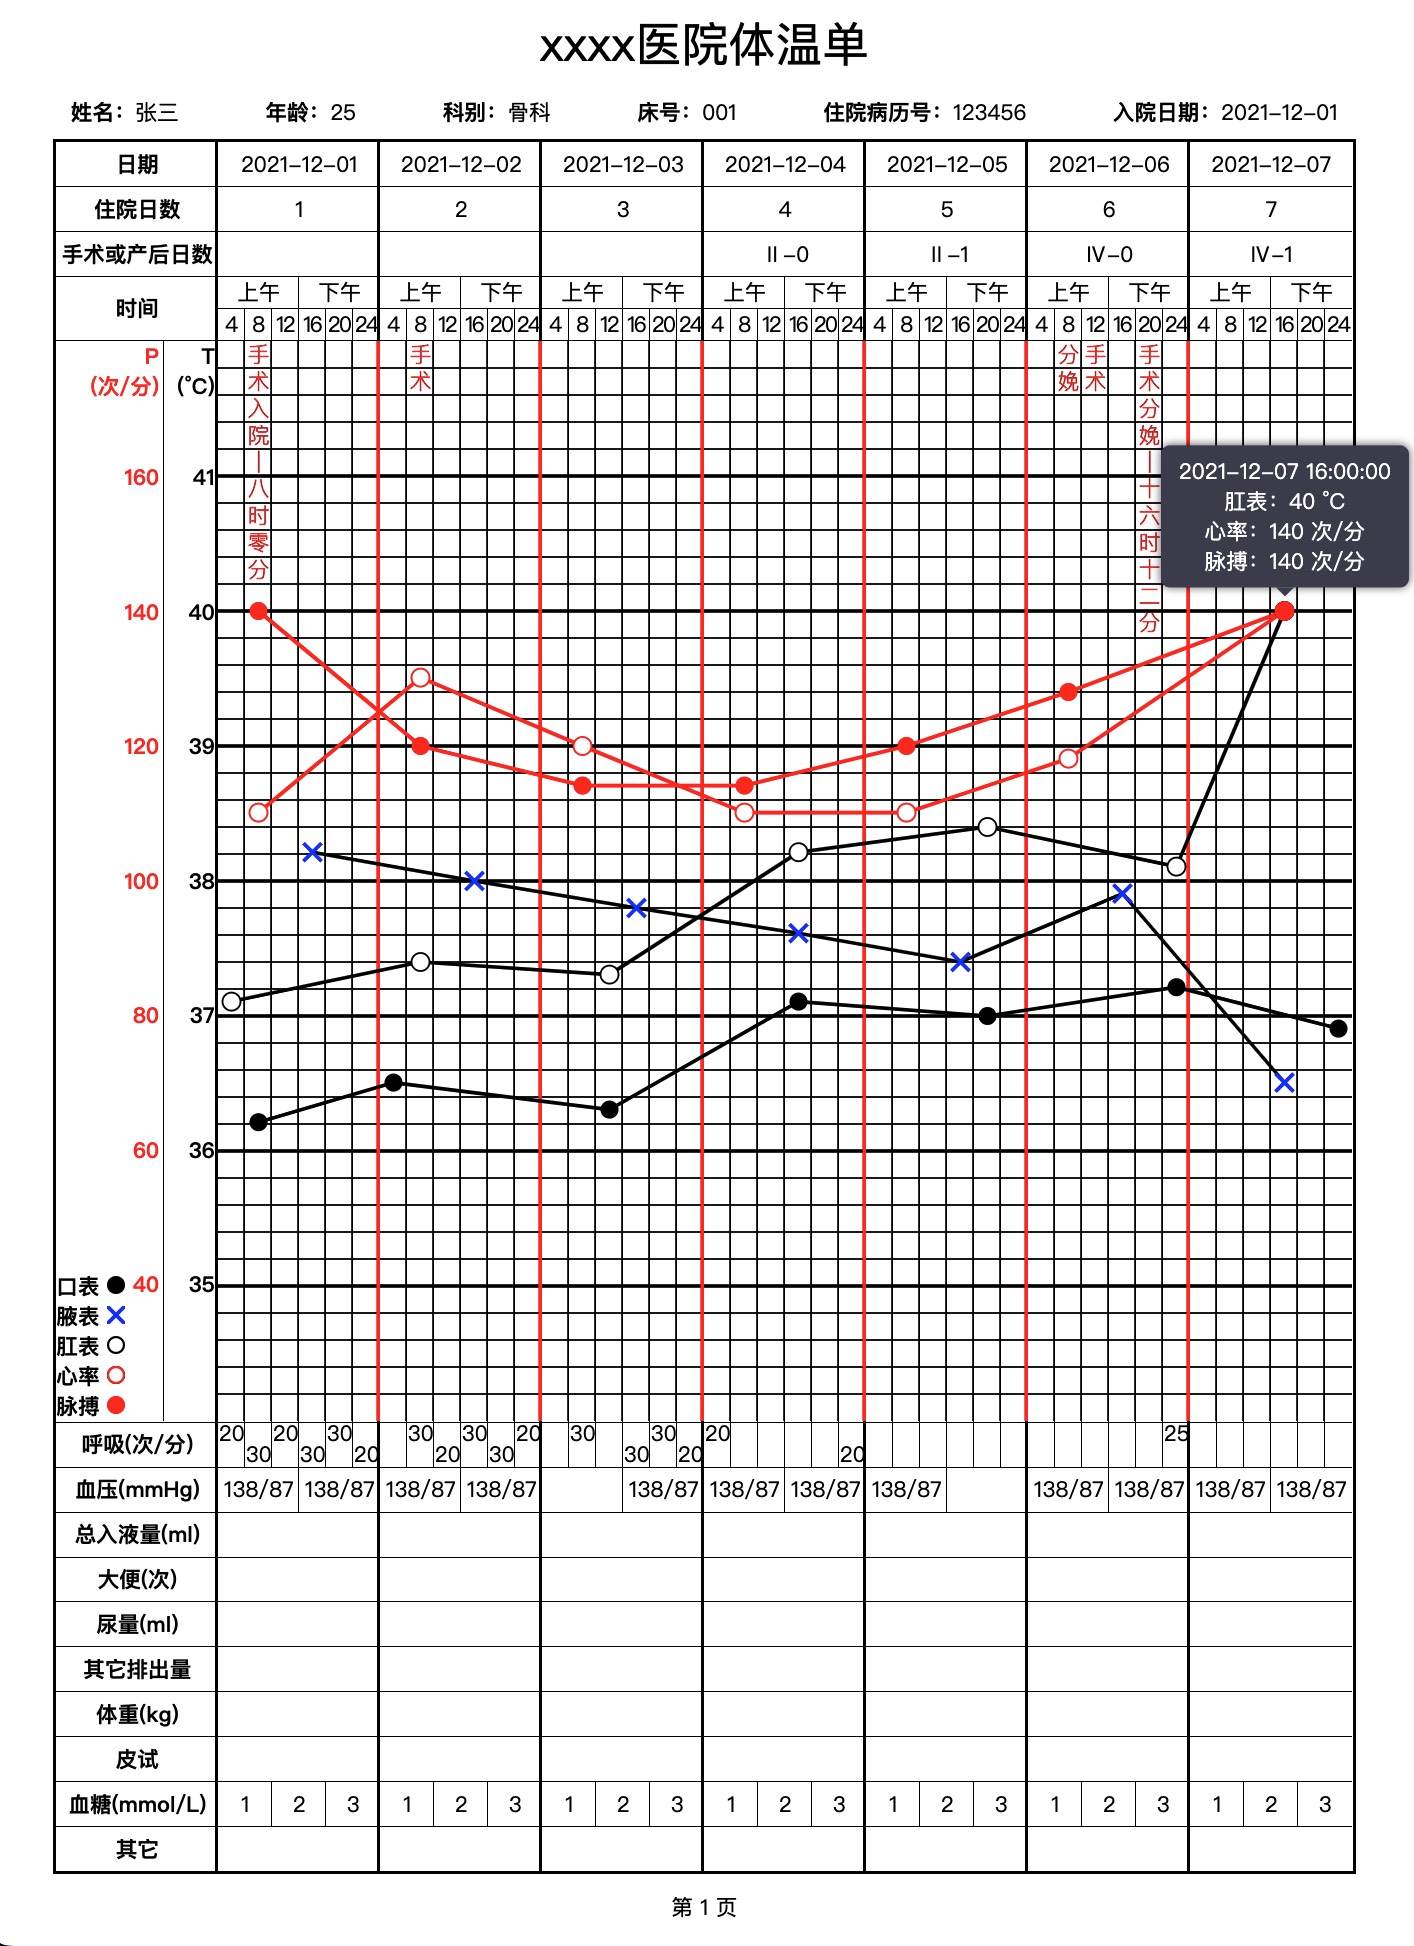 xxxx医院体温单
姓名：张三 年龄：25 科别：骨科 床号：001 住院病历号：123456 入院日期：2021-12-01
日期 2021-12-01 2021-12-02 2021-12-03 2021-12-04 2021-12-05 2021-12-06 2021-12-07
住院日数 1 2 3 4 5 6 7
手术或产后日数 II-0 II-1 IV-0 IV-1
时间 上午 下午 上午 下午 上午 下午 上午 下午 上午 下午 上午 下午 上午 下午
4 8 12 16 20 24 4 8 12 16 20 24 4 8 12 16 20 24 4 8 12 16 20 24 4 8 12 16 20 24 4 8 12 16 20 24 4 8 12 16 20 24
P T
(次/分) (°C)
手术入院|八时零分
手术
分娩
手术
手术分娩|十六时十二分
2021-12-07 16:00:00
肛表：40 °C
心率：140 次/分
脉搏：140 次/分
160 41
140 40
120 39
100 38
80 37
60 36
40 35
口表
腋表
肛表
心率
脉搏
呼吸(次/分) 20 30 20 30 30 20 30 20 30 30 20 30 30 30 20 20 20 25
血压(mmHg) 138/87 138/87 138/87 138/87 138/87 138/87 138/87 138/87 138/87 138/87 138/87 138/87
总入液量(ml)
大便(次)
尿量(ml)
其它排出量
体重(kg)
皮试
血糖(mmol/L) 1 2 3 1 2 3 1 2 3 1 2 3 1 2 3 1 2 3 1 2 3
其它
第 1 页